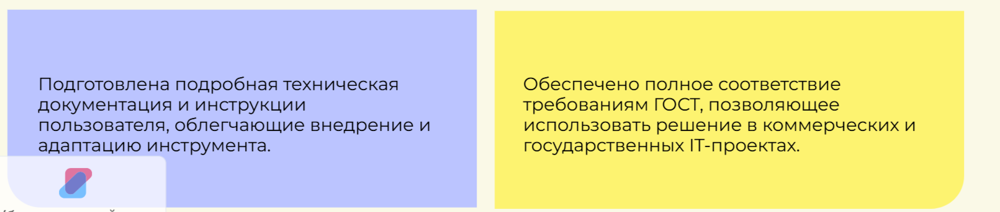 Подготовлена подробная техническая
документация и инструкции
пользователя, облегчающие внедрение и
адаптацию инструмента.
Обеспечено полное соответствие
требованиям ГОСТ, позволяющее
использовать решение в коммерческих и
государственных IT-проектах.